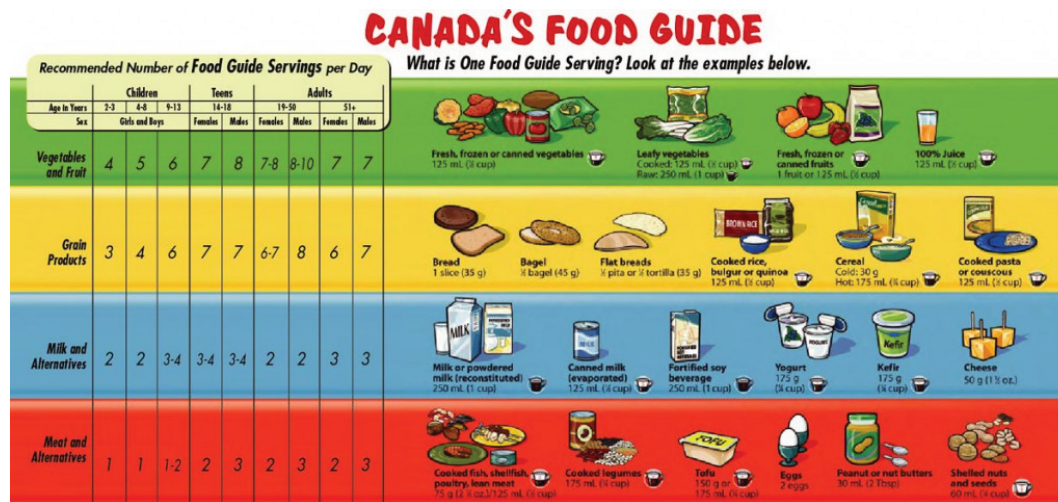 CANADA'S FOOD GUIDE
What is One Food Guide Serving? Look at the examples below.
Recommended Number of Food Guide Servings per Day
Children Teens Adults
Age in Years 2-3 4-8 9-13 14-18 19-50 51+
Sex Girls and Boys Females Males Females Males Females Males
Vegetables
and Fruit
4 5 6 7 8 7-8 8-10 7 7
Fresh, frozen or canned vegetables
125 mL (½ cup)
Leafy vegetables
Cooked: 125 mL (½ cup)
Raw: 250 mL (1 cup)
Fresh, frozen or
canned fruits
1 fruit or 125 mL (½ cup)
100% Juice
125 mL (½ cup)
Grain
Products
3 4 6 7 7 6-7 8 6 7
Bread
1 slice (35 g)
Bagel
½ bagel (45 g)
Flat breads
½ pita or ½ tortilla (35 g)
BROWN RICE
Cooked rice,
bulgur or quinoa
125 mL (½ cup)
Cereal
Cold: 30 g
Hot: 175 mL (¾ cup)
Cooked pasta
or couscous
125 mL (½ cup)
Milk and
Alternatives
2 2 3-4 3-4 3-4 2 2 3 3
MILK
Milk or powdered
milk (reconstituted)
250 mL (1 cup)
Canned milk
(evaporated)
125 mL (½ cup)
Fortified soy
beverage
250 mL (1 cup)
Yogurt
175 g
(¾ cup)
Kefir
Kefir
175 g
(¾ cup)
Cheese
50 g (1 ½ oz.)
Meat and
Alternatives
1 1 1-2 2 3 2 3 2 3
Cooked fish, shellfish,
poultry, lean meat
75 g (2 ½ oz.)/125 mL (½ cup)
Cooked legumes
175 mL (¾ cup)
TOFU
Tofu
150 g or
175 mL (¾ cup)
Eggs
2 eggs
Peanut or nut butters
30 mL (2 Tbsp)
Shelled nuts
and seeds
60 mL (¼ cup)